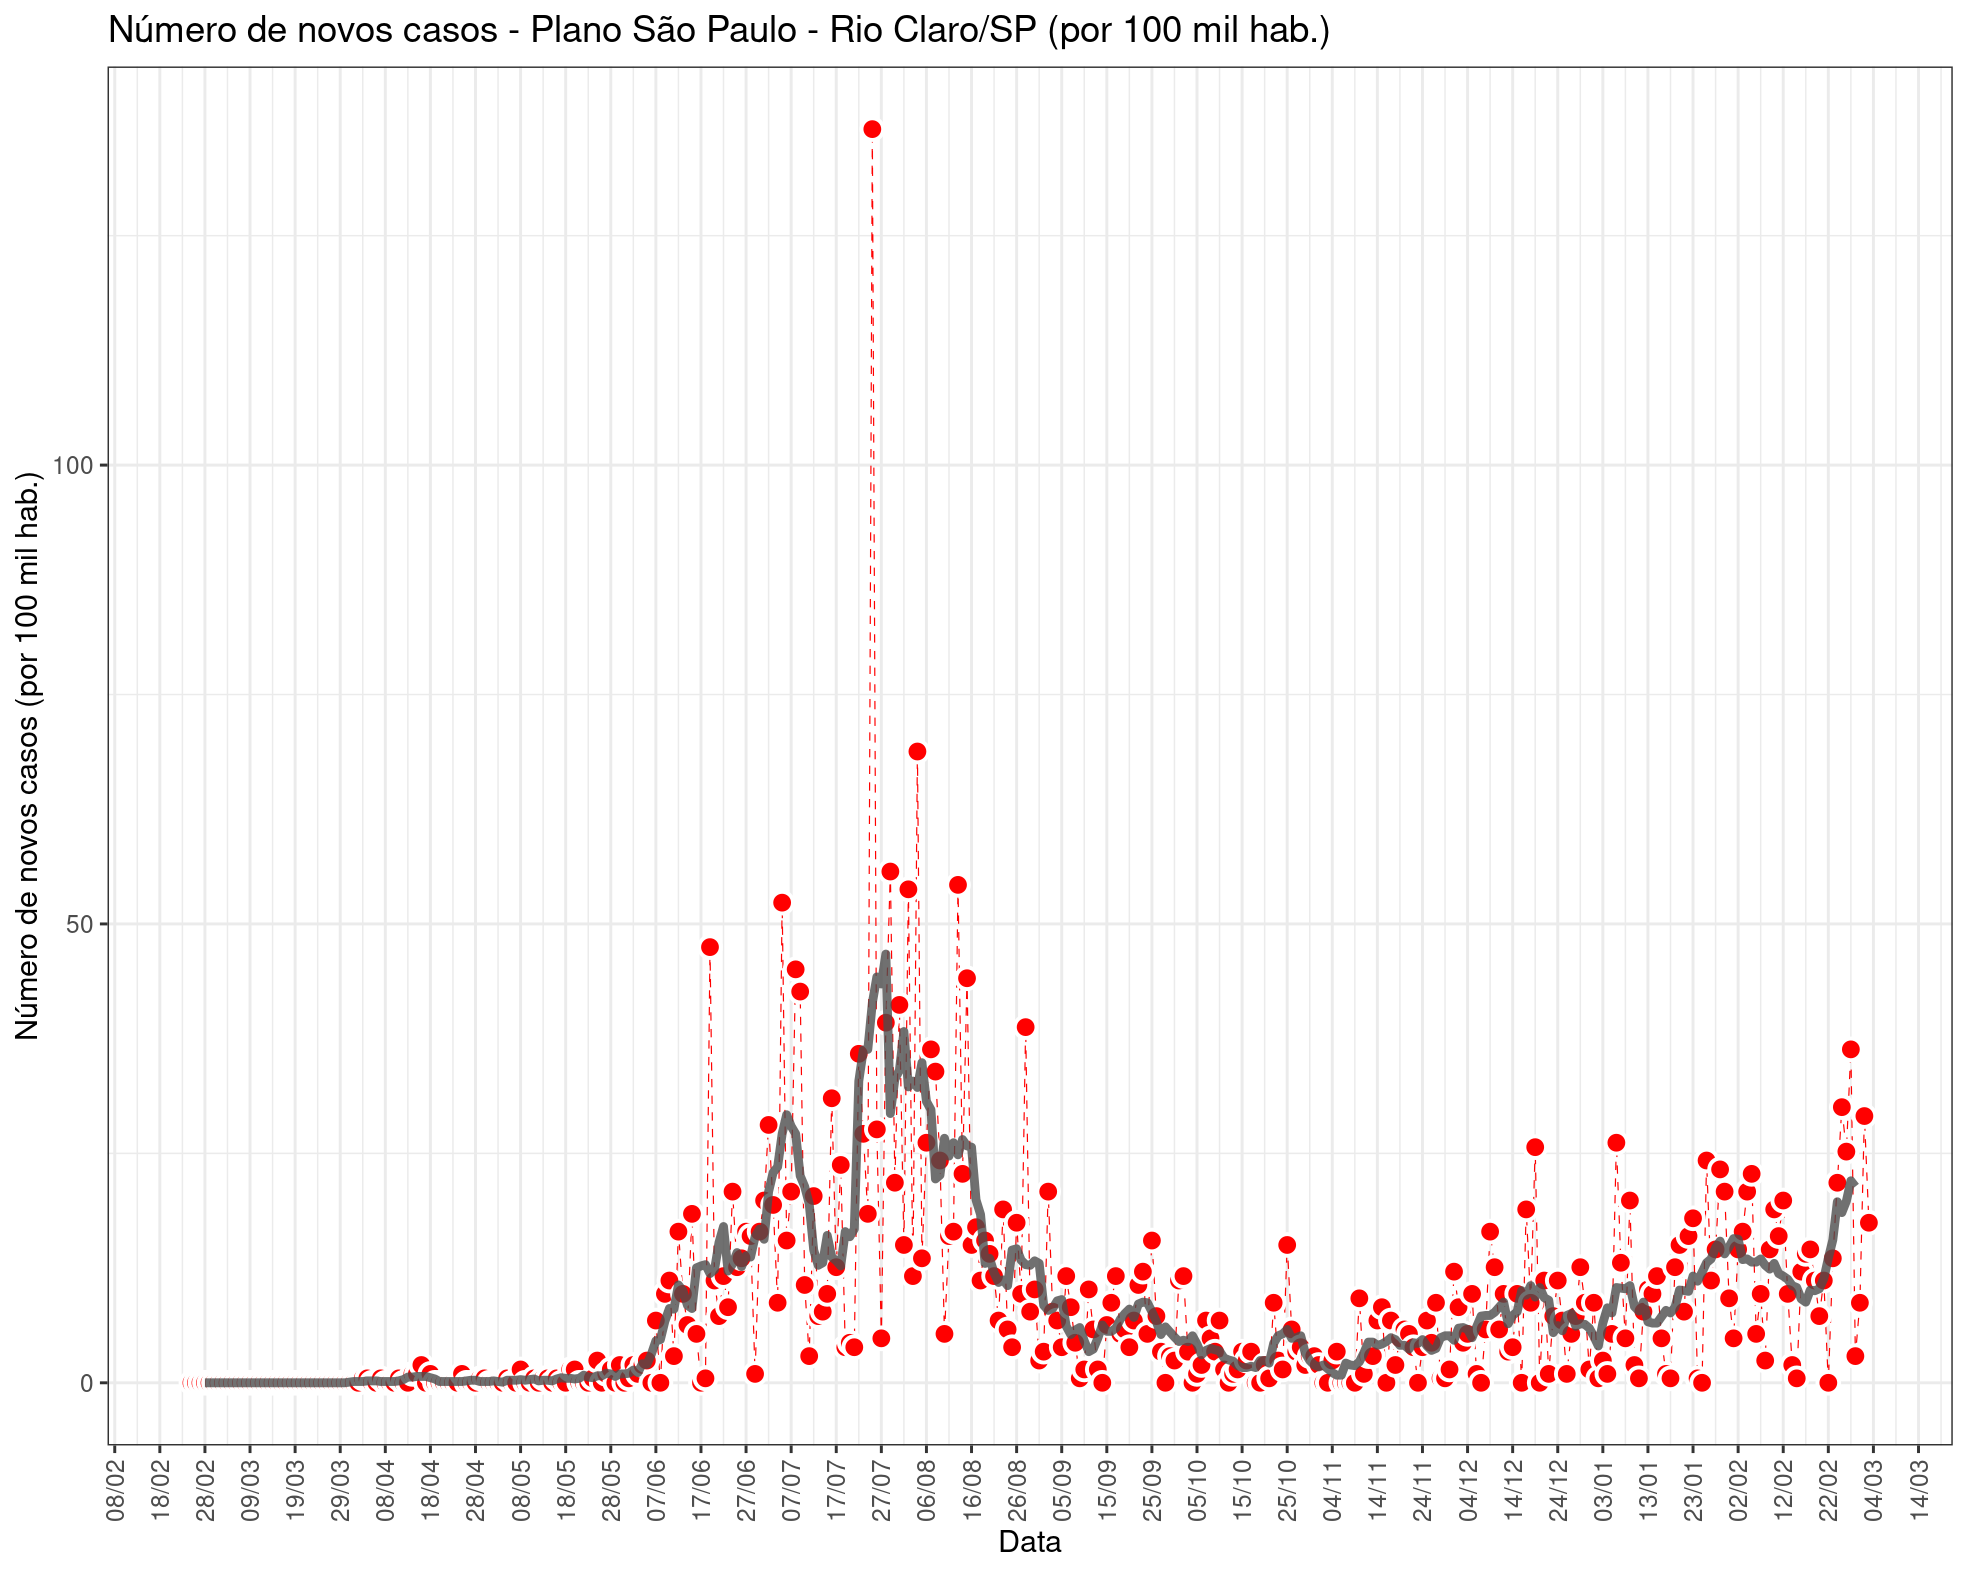 Número de novos casos - Plano São Paulo - Rio Claro/SP (por 100 mil hab.)
Número de novos casos (por 100 mil hab.)
100
50
0
08/02 18/02 28/02 09/03 19/03 29/03 08/04 18/04 28/04 08/05 18/05 28/05 07/06 17/06 27/06 07/07 17/07 27/07 06/08 16/08 26/08 05/09 15/09 25/09 05/10 15/10 25/10 04/11 14/11 24/11 04/12 14/12 24/12 03/01 13/01 23/01 02/02 12/02 22/02 04/03 14/03
Data